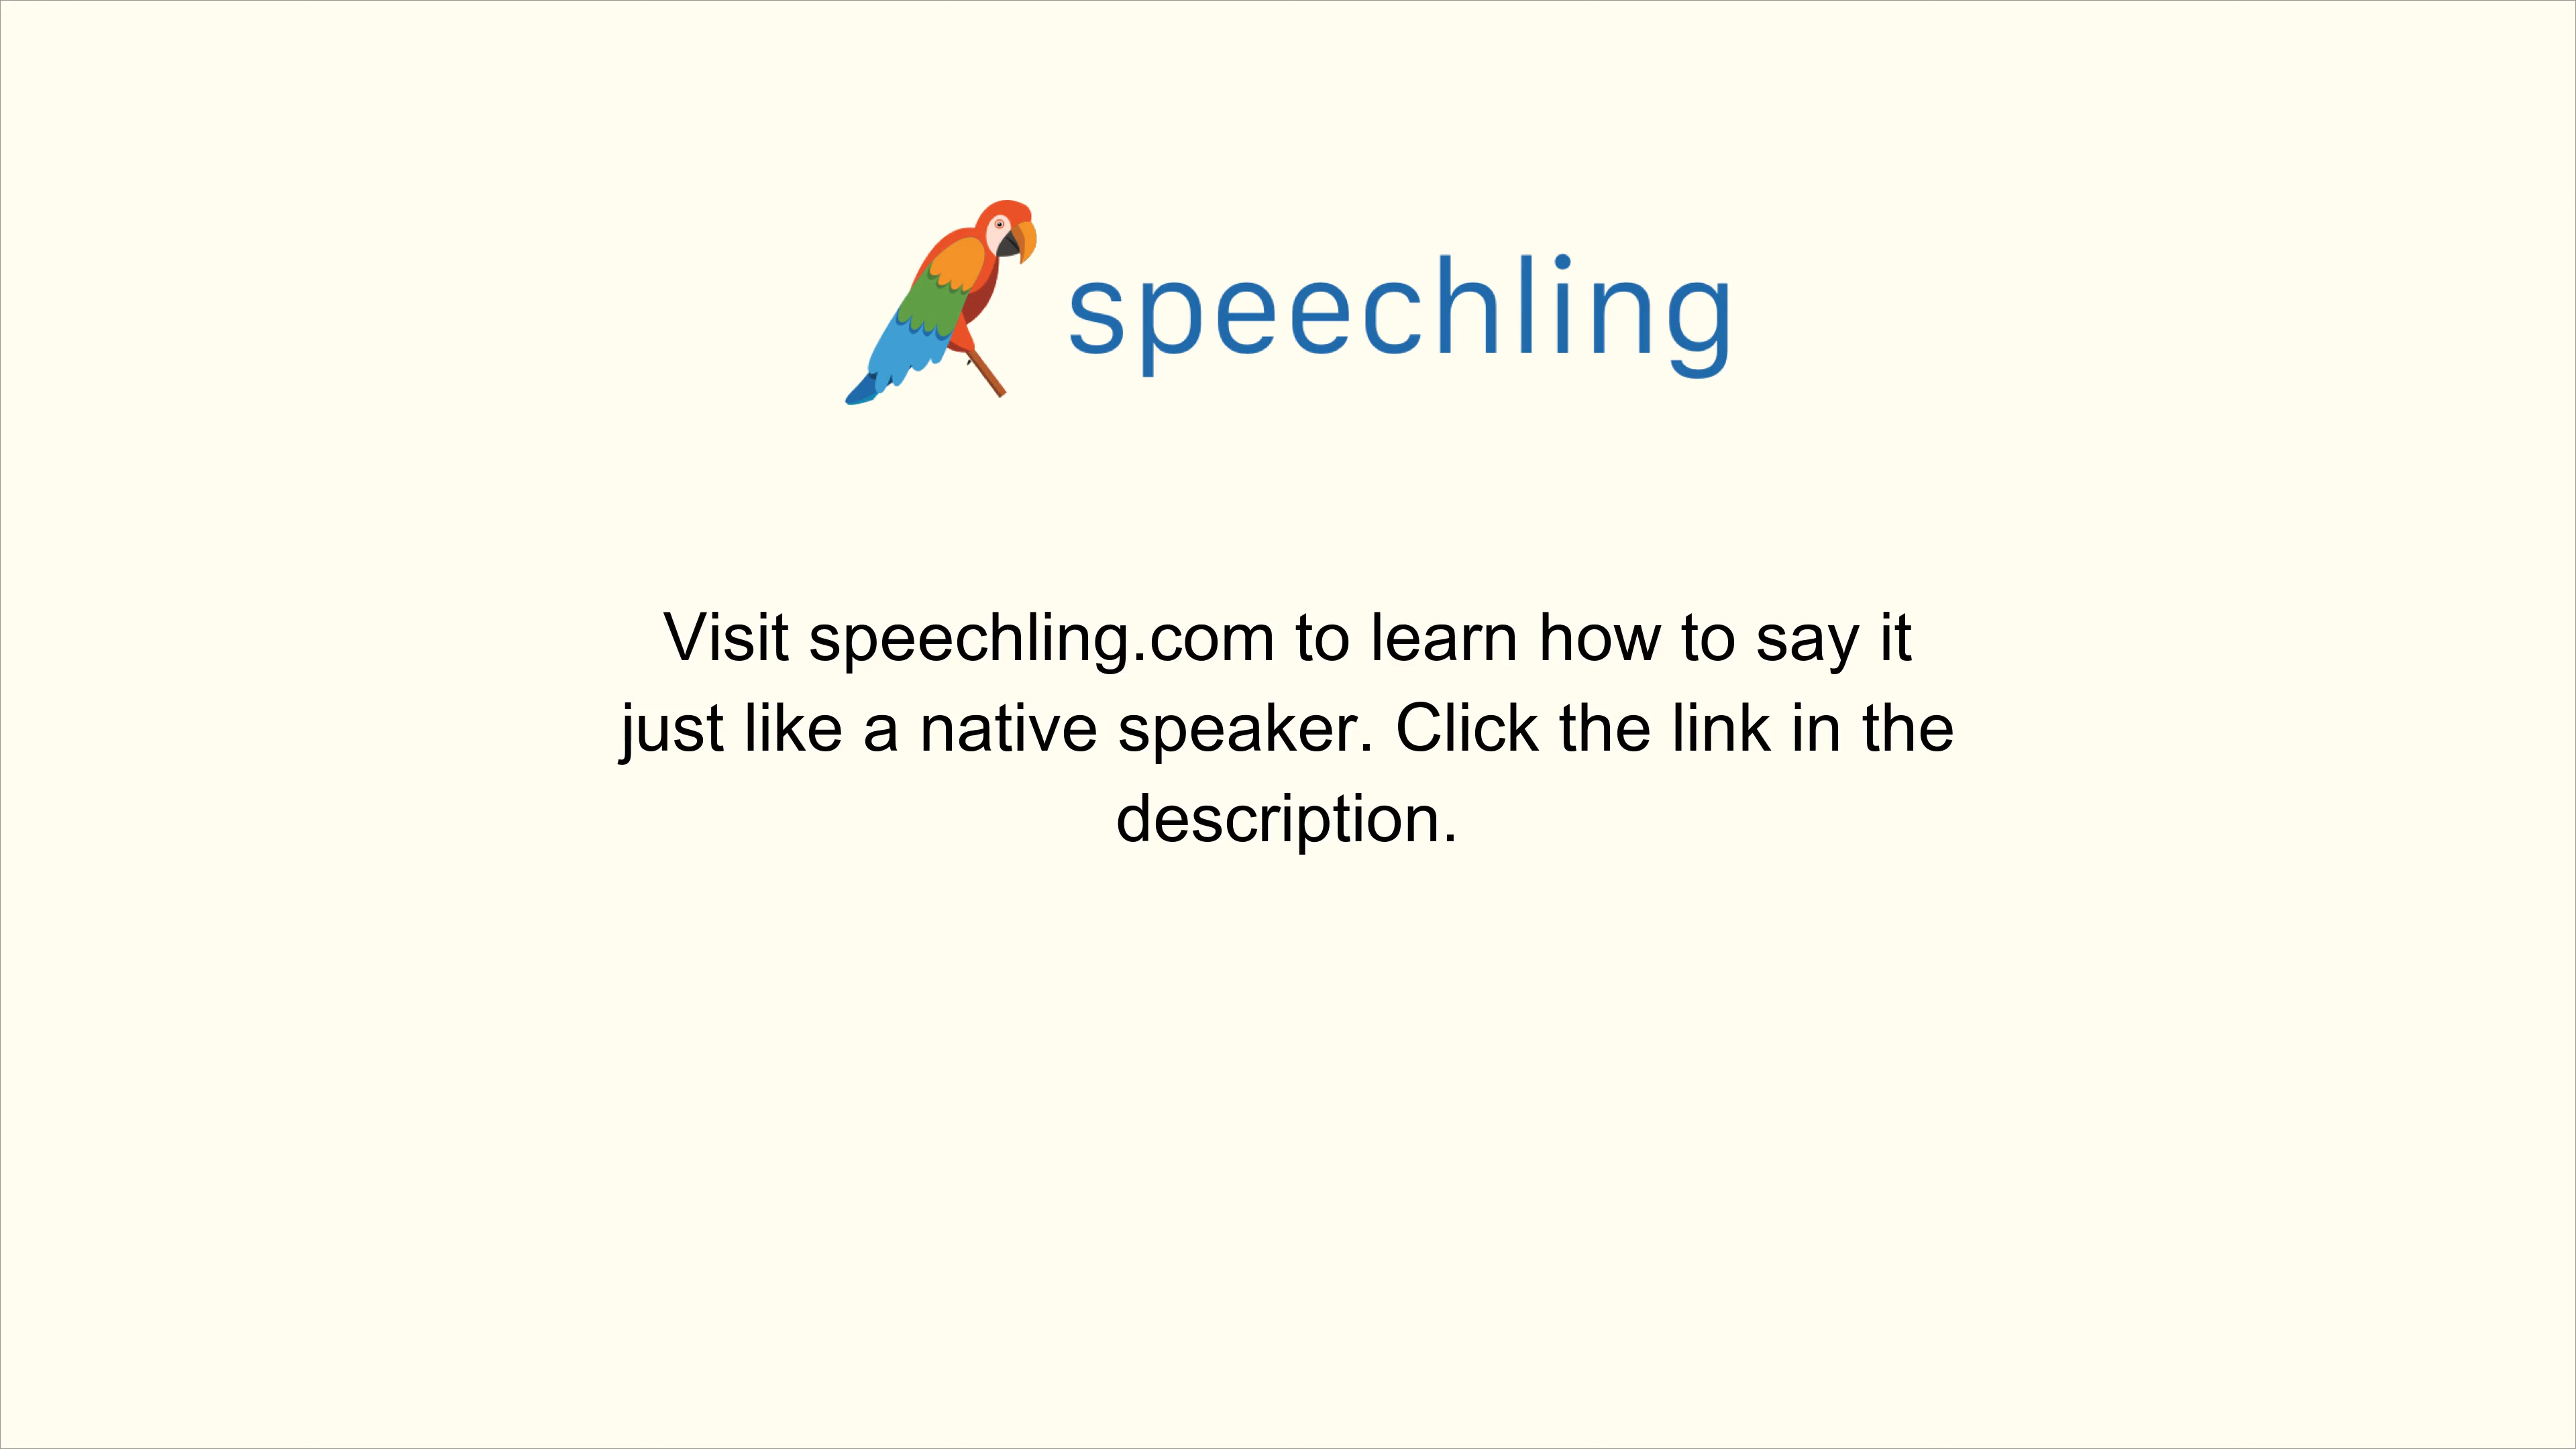 speechling
Visit speechling.com to learn how to say it
just like a native speaker. Click the link in the
description.